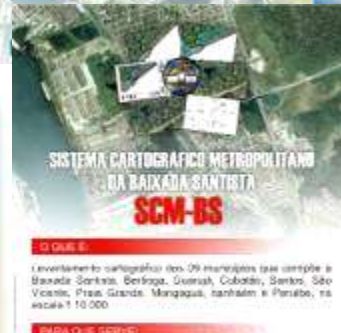 SISTEMA CARTOGRÁFICO METROPOLITANO
DA BAIXADA SANTISTA
SCM-BS
O QUE É:
Levantamento cartográfico dos 09 municípios que compõe a
Baixada Santista, Bertioga, Guarujá, Cubatão, Santos, São
Vicente, Praia Grande, Mongaguá, Itanhaém e Peruíbe, na
escala 1:10.000
PARA QUE SERVE: